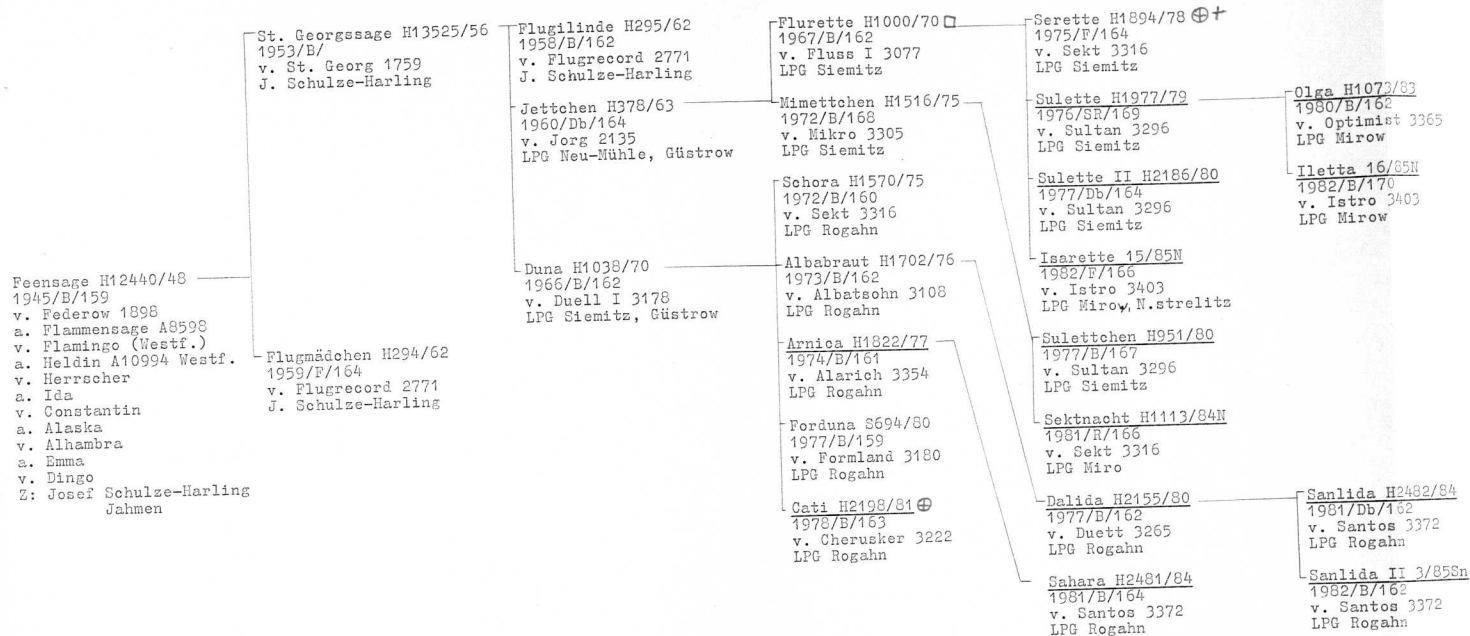 Feensage H12440/48
1945/B/159
v. Federow 1898
a. Flammensage A8598
v. Flamingo (Westf.)
a. Heldin A10994 Westf.
v. Herrscher
a. Ida
v. Constantin
a. Alaska
v. Alhambra
a. Emma
v. Dingo
Z: Josef Schulze-Harling
Jahmen
St. Georgssage H13525/56
1953/B/
v. St. Georg 1759
J. Schulze-Harling
Flugmädchen H294/62
1959/F/164
v. Flugrecord 2771
J. Schulze-Harling
Flugilinde H295/62
1958/B/162
v. Flugrecord 2771
J. Schulze-Harling
Jettchen H378/63
1960/Db/164
v. Jorg 2135
LPG Neu-Mühle, Güstrow
Duna H1038/70
1966/B/162
v. Duell I 3178
LPG Siemitz, Güstrow
Flurette H1000/70
1967/B/162
v. Fluss I 3077
LPG Siemitz
Mimettchen H1516/75
1972/B/168
v. Mikro 3305
LPG Siemitz
Schora H1570/75
1972/B/160
v. Sekt 3316
LPG Rogahn
Albabraut H1702/76
1973/B/162
v. Albatsohn 3108
LPG Rogahn
Arnica H1822/77
1974/B/161
v. Alarich 3354
LPG Rogahn
Forduna S694/80
1977/B/159
v. Formland 3180
LPG Rogahn
Cati H2198/81
1978/B/163
v. Cherusker 3222
LPG Rogahn
Serette H1894/78
1975/F/164
v. Sekt 3316
LPG Siemitz
Sulette H1977/79
1976/SR/169
v. Sultan 3296
LPG Siemitz
Sulette II H2186/80
1977/Db/164
v. Sultan 3296
LPG Siemitz
Isarette 15/85N
1982/F/166
v. Istro 3403
LPG Mirow, N.strelitz
Sulettchen H951/80
1977/B/167
v. Sultan 3296
LPG Siemitz
Sektnacht H1113/84N
1981/R/166
v. Sekt 3316
LPG Miro
Dalida H2155/80
1977/B/162
v. Duett 3265
LPG Rogahn
Sahara H2481/84
1981/B/164
v. Santos 3372
LPG Rogahn
Olga H1073/83
1980/B/162
v. Optimist 3365
LPG Mirow
Iletta 16/85N
1982/B/170
v. Istro 3403
LPG Mirow
Sanlida H2482/84
1981/Db/162
v. Santos 3372
LPG Rogahn
Sanlida II 3/85Sn
1982/B/162
v. Santos 3372
LPG Rogahn